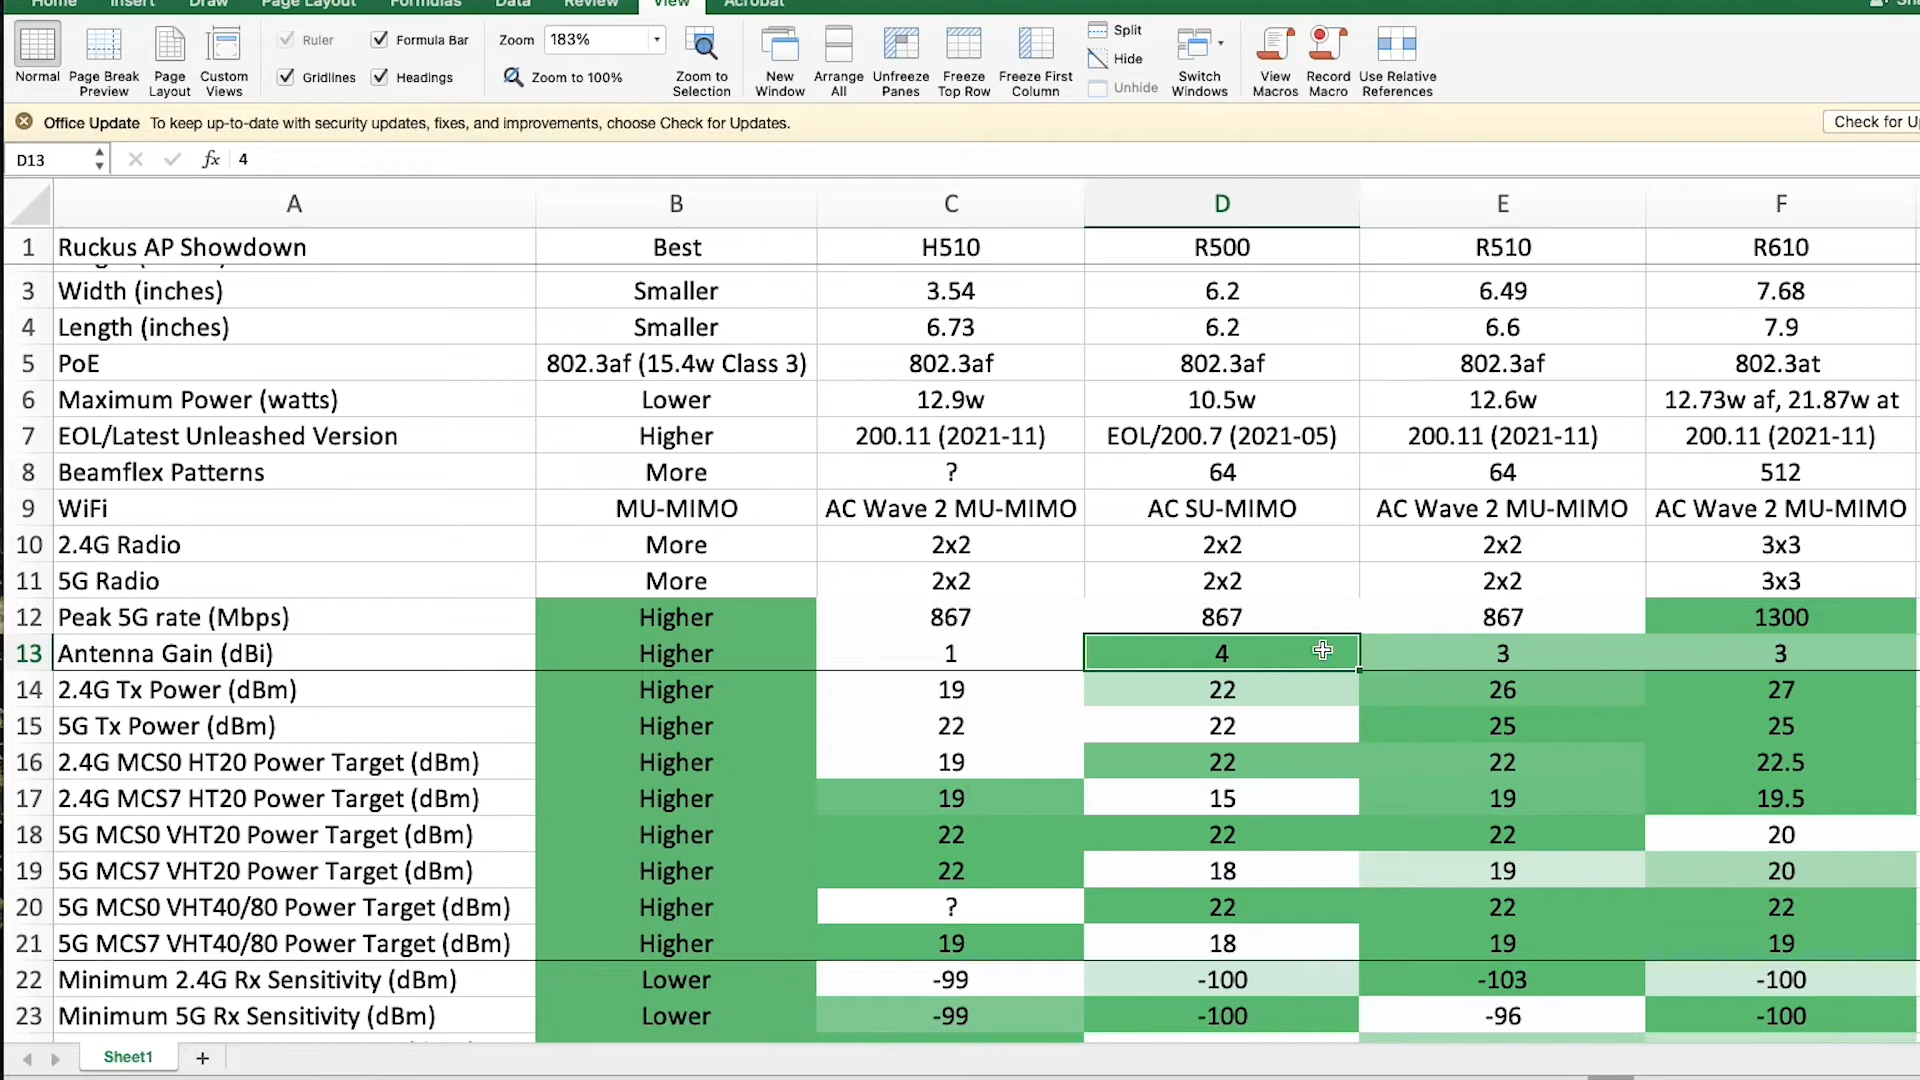 Home Insert Draw Page Layout Formulas Data Review View Acrobat
Ruler Formula Bar Zoom 183% Split
Gridlines Headings Zoom to 100% Hide
Unhide
Normal Page Break Preview Page Layout Custom Views Zoom to Selection New Window Arrange All Unfreeze Panes Freeze Top Row Freeze First Column Switch Windows View Macros Record Macro Use Relative References
Office Update To keep up-to-date with security updates, fixes, and improvements, choose Check for Updates. Check for
D13 fx 4
A B C D E F
1 Ruckus AP Showdown Best H510 R500 R510 R610
3 Width (inches) Smaller 3.54 6.2 6.49 7.68
4 Length (inches) Smaller 6.73 6.2 6.6 7.9
5 PoE 802.3af (15.4w Class 3) 802.3af 802.3af 802.3af 802.3at
6 Maximum Power (watts) Lower 12.9w 10.5w 12.6w 12.73w af, 21.87w at
7 EOL/Latest Unleashed Version Higher 200.11 (2021-11) EOL/200.7 (2021-05) 200.11 (2021-11) 200.11 (2021-11)
8 Beamflex Patterns More ? 64 64 512
9 WiFi MU-MIMO AC Wave 2 MU-MIMO AC SU-MIMO AC Wave 2 MU-MIMO AC Wave 2 MU-MIMO
10 2.4G Radio More 2x2 2x2 2x2 3x3
11 5G Radio More 2x2 2x2 2x2 3x3
12 Peak 5G rate (Mbps) Higher 867 867 867 1300
13 Antenna Gain (dBi) Higher 1 4 3 3
14 2.4G Tx Power (dBm) Higher 19 22 26 27
15 5G Tx Power (dBm) Higher 22 22 25 25
16 2.4G MCS0 HT20 Power Target (dBm) Higher 19 22 22 22.5
17 2.4G MCS7 HT20 Power Target (dBm) Higher 19 15 19 19.5
18 5G MCS0 VHT20 Power Target (dBm) Higher 22 22 22 20
19 5G MCS7 VHT20 Power Target (dBm) Higher 22 18 19 20
20 5G MCS0 VHT40/80 Power Target (dBm) Higher ? 22 22 22
21 5G MCS7 VHT40/80 Power Target (dBm) Higher 19 18 19 19
22 Minimum 2.4G Rx Sensitivity (dBm) Lower -99 -100 -103 -100
23 Minimum 5G Rx Sensitivity (dBm) Lower -99 -100 -96 -100
Sheet1